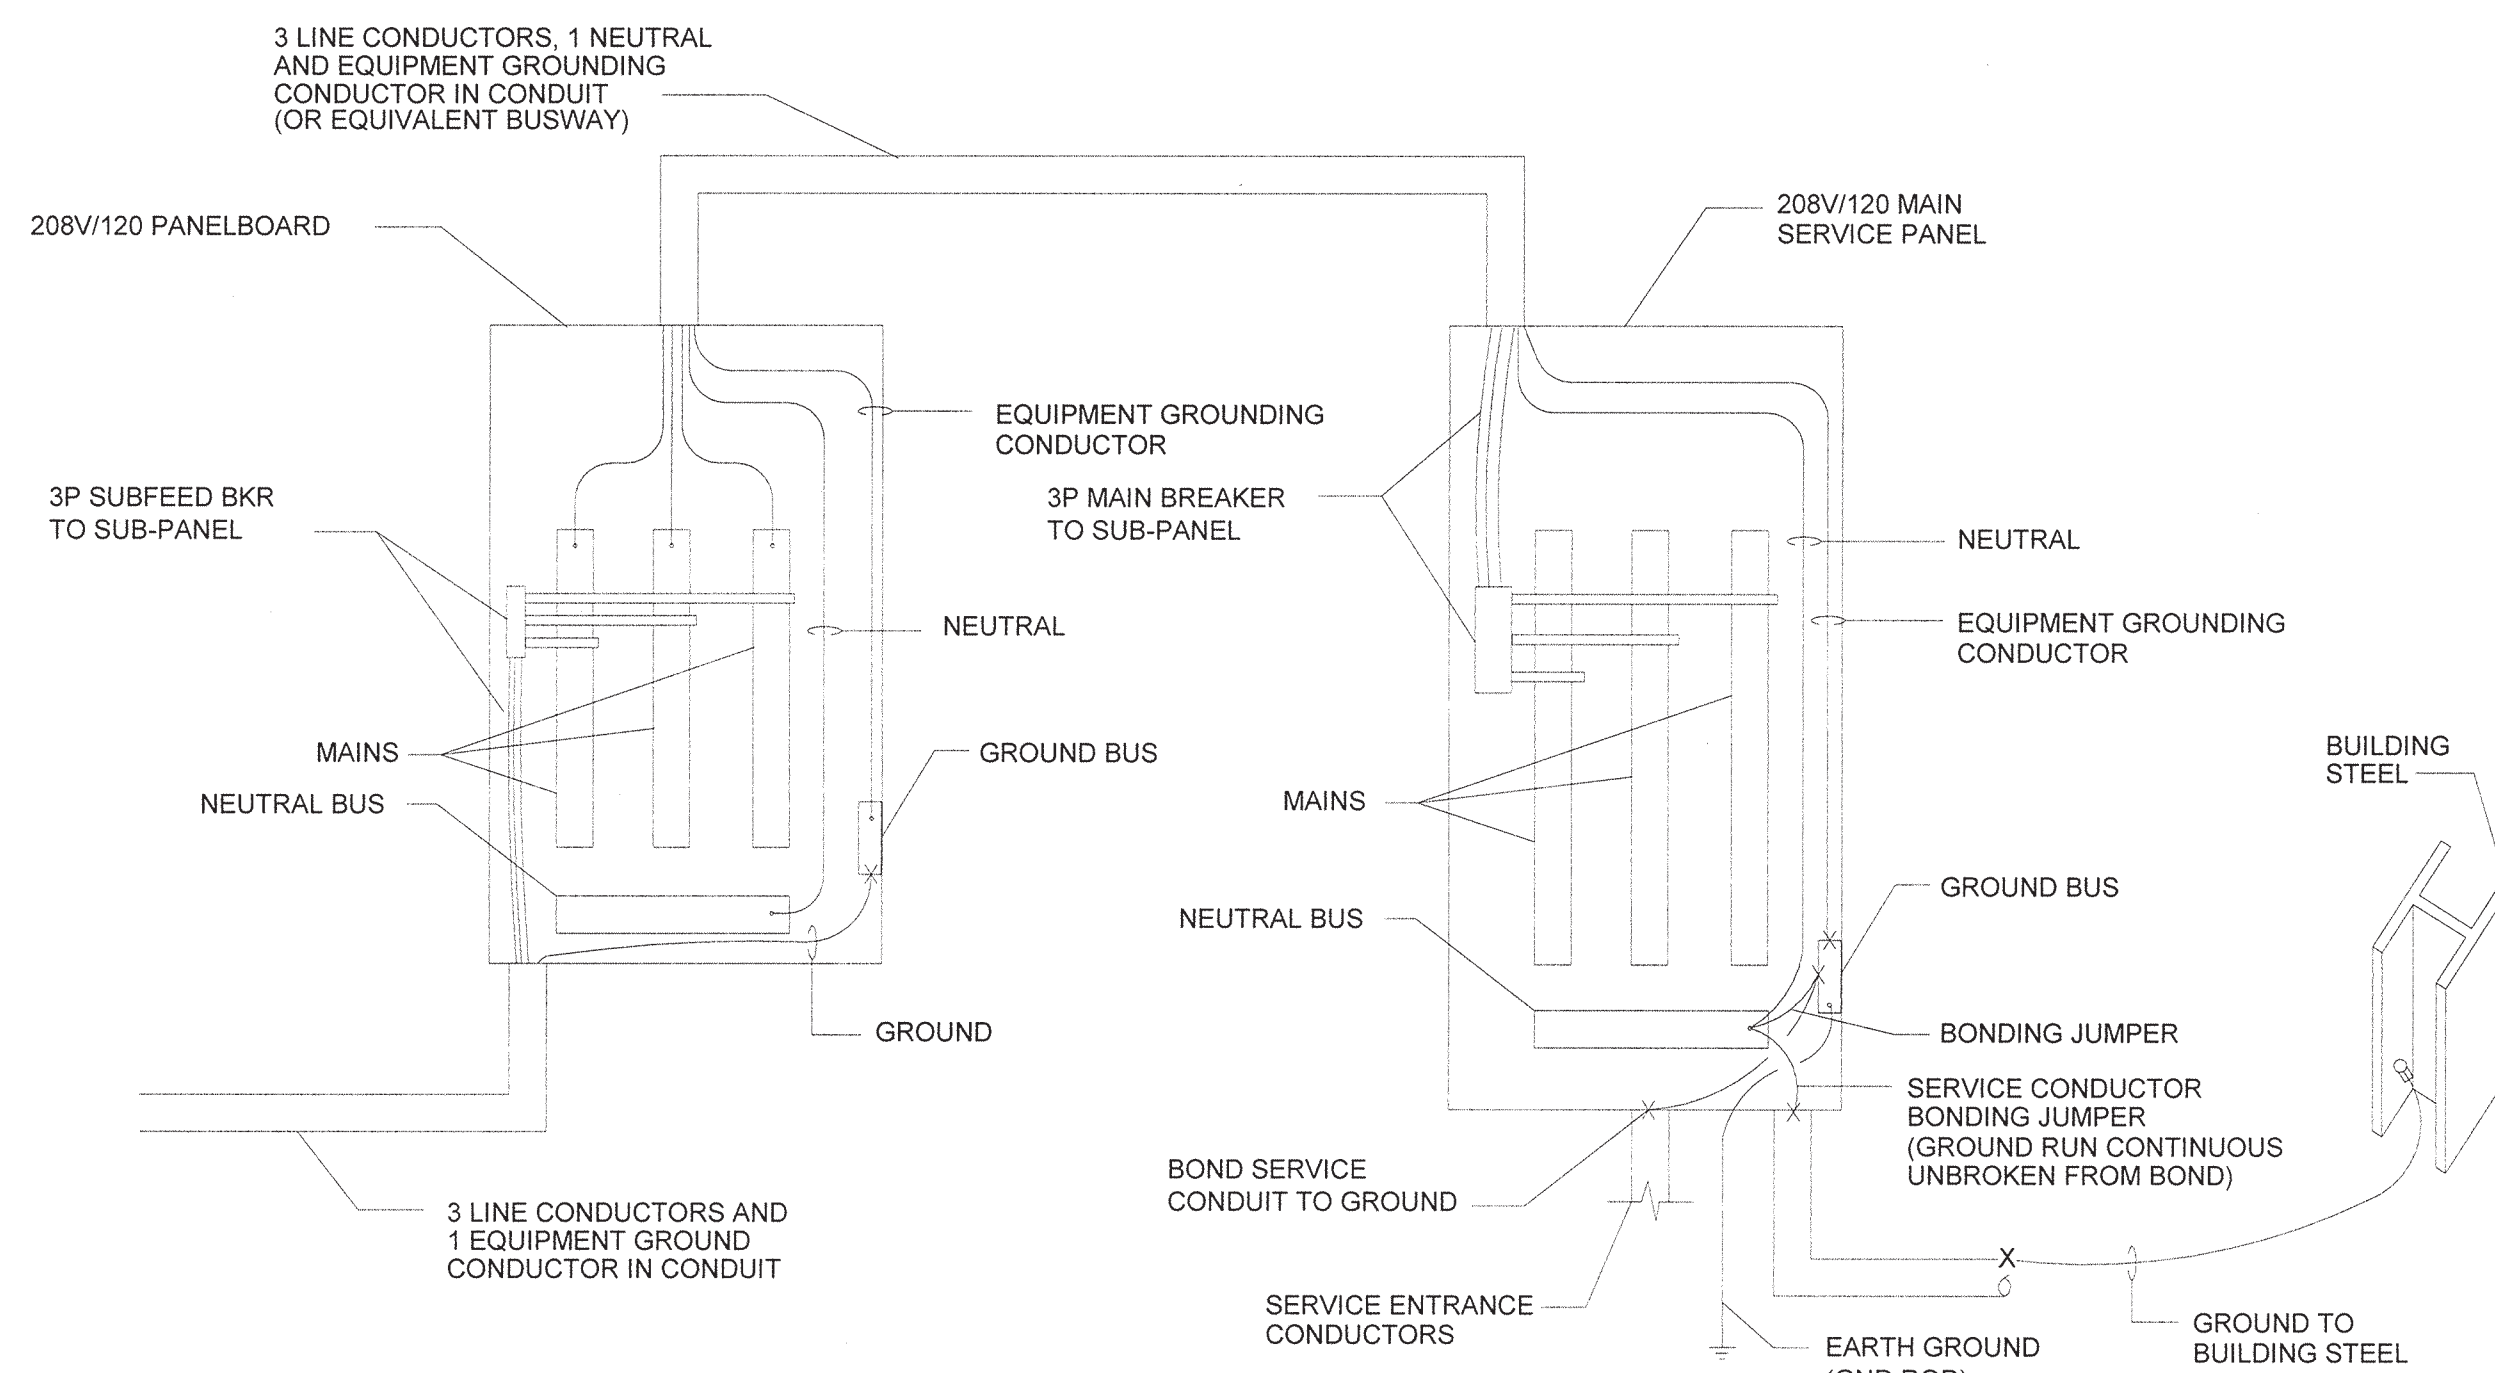 3 LINE CONDUCTORS, 1 NEUTRAL
AND EQUIPMENT GROUNDING
CONDUCTOR IN CONDUIT
(OR EQUIVALENT BUSWAY)
208V/120 PANELBOARD
208V/120 MAIN
SERVICE PANEL
EQUIPMENT GROUNDING
CONDUCTOR
3P SUBFEED BKR
TO SUB-PANEL
3P MAIN BREAKER
TO SUB-PANEL
NEUTRAL
NEUTRAL
EQUIPMENT GROUNDING
CONDUCTOR
MAINS
GROUND BUS
NEUTRAL BUS
MAINS
BUILDING
STEEL
GROUND BUS
NEUTRAL BUS
GROUND
BONDING JUMPER
SERVICE CONDUCTOR
BONDING JUMPER
(GROUND RUN CONTINUOUS
UNBROKEN FROM BOND)
BOND SERVICE
CONDUIT TO GROUND
3 LINE CONDUCTORS AND
1 EQUIPMENT GROUND
CONDUCTOR IN CONDUIT
SERVICE ENTRANCE
CONDUCTORS
EARTH GROUND
(GND ROD)
GROUND TO
BUILDING STEEL